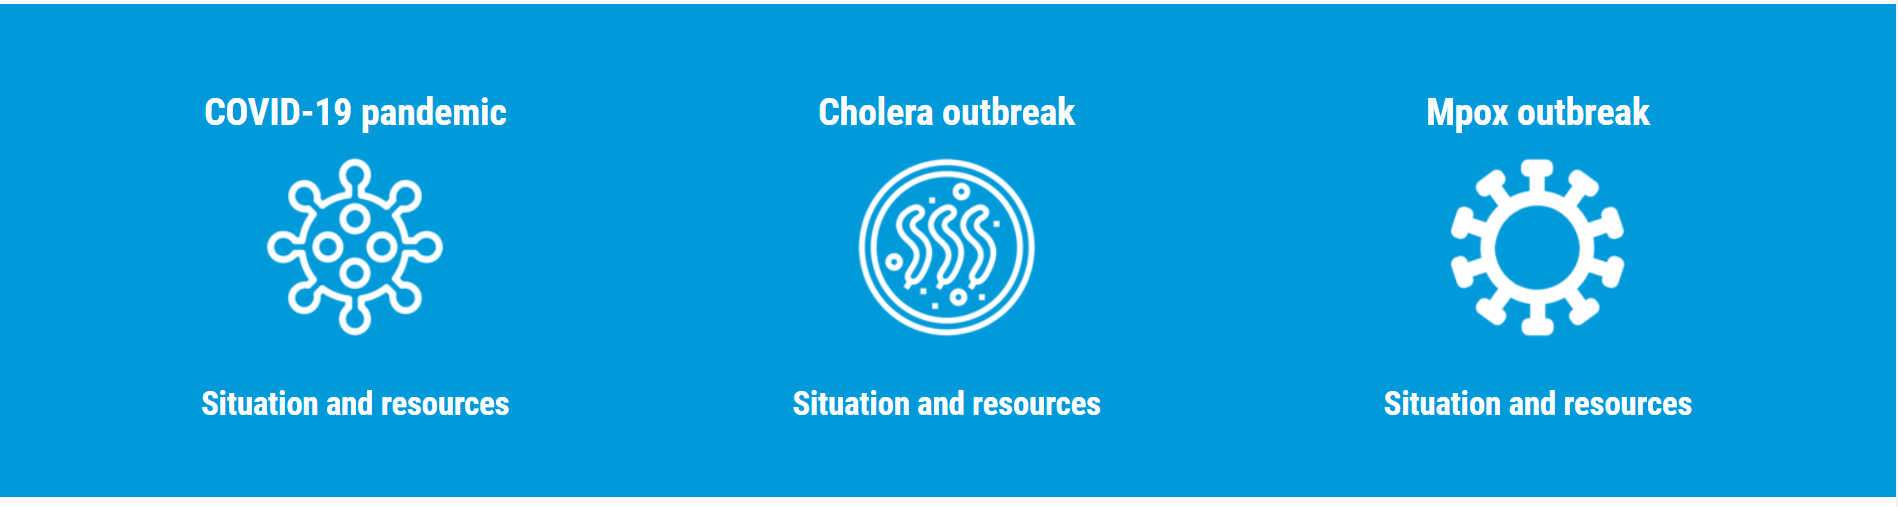 COVID-19 pandemic
Cholera outbreak
Mpox outbreak
Situation and resources
Situation and resources
Situation and resources